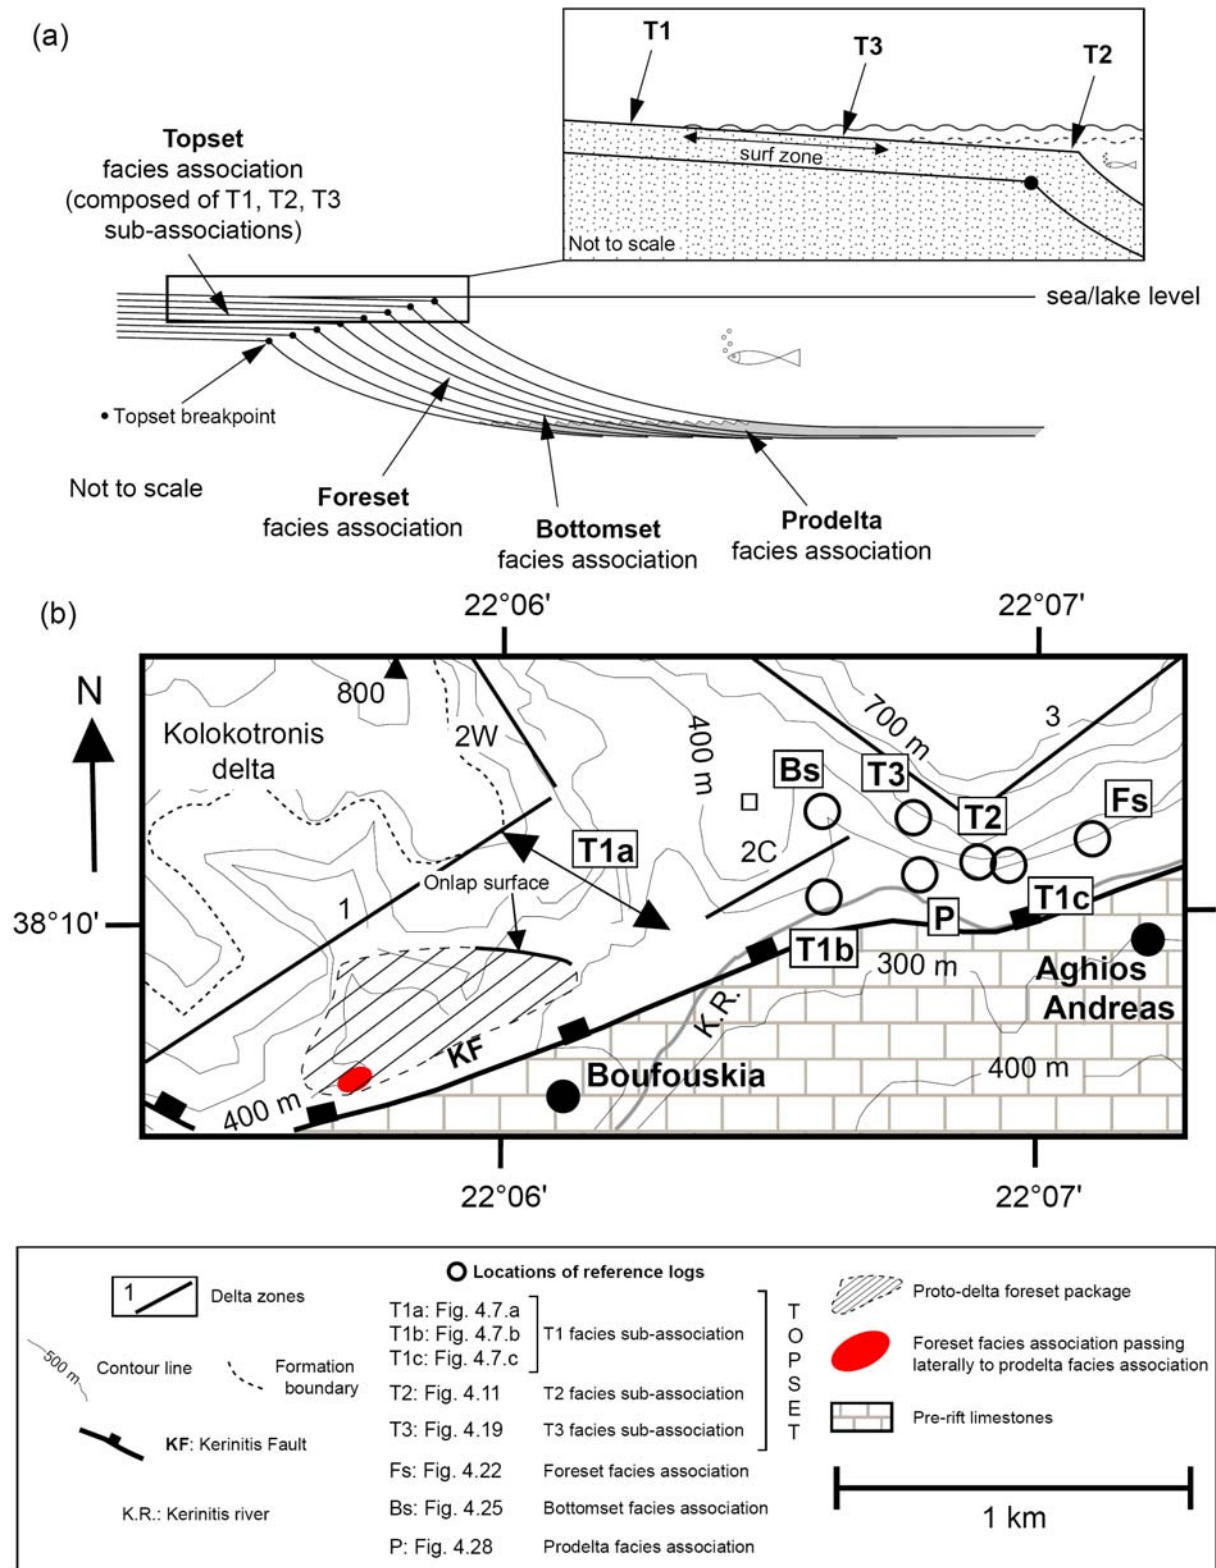 (a)
T1
T3
T2
surf zone
Not to scale
Topset
facies association
(composed of T1, T2, T3
sub-associations)
sea/lake level
• Topset breakpoint
Not to scale
Foreset
facies association
Bottomset
facies association
Prodelta
facies association
(b)
22°06'
22°07'
N
800
Kolokotronis
delta
2W
400 m
700 m
3
Bs
T3
T2
Fs
T1a
2C
Onlap surface
38°10'
1
T1c
P
T1b
300 m
Aghios
Andreas
K.R.
KF
Boufouskia
400 m
400 m
22°06'
22°07'
1
Delta zones
500 m
Contour line
Formation
boundary
KF: Kerinitis Fault
K.R.: Kerinitis river
Locations of reference logs
T1a: Fig. 4.7.a
T1b: Fig. 4.7.b
T1c: Fig. 4.7.c
T1 facies sub-association
T2: Fig. 4.11
T2 facies sub-association
T3: Fig. 4.19
T3 facies sub-association
TOPSET
Fs: Fig. 4.22
Foreset facies association
Bs: Fig. 4.25
Bottomset facies association
P: Fig. 4.28
Prodelta facies association
Proto-delta foreset package
Foreset facies association passing
laterally to prodelta facies association
Pre-rift limestones
1 km